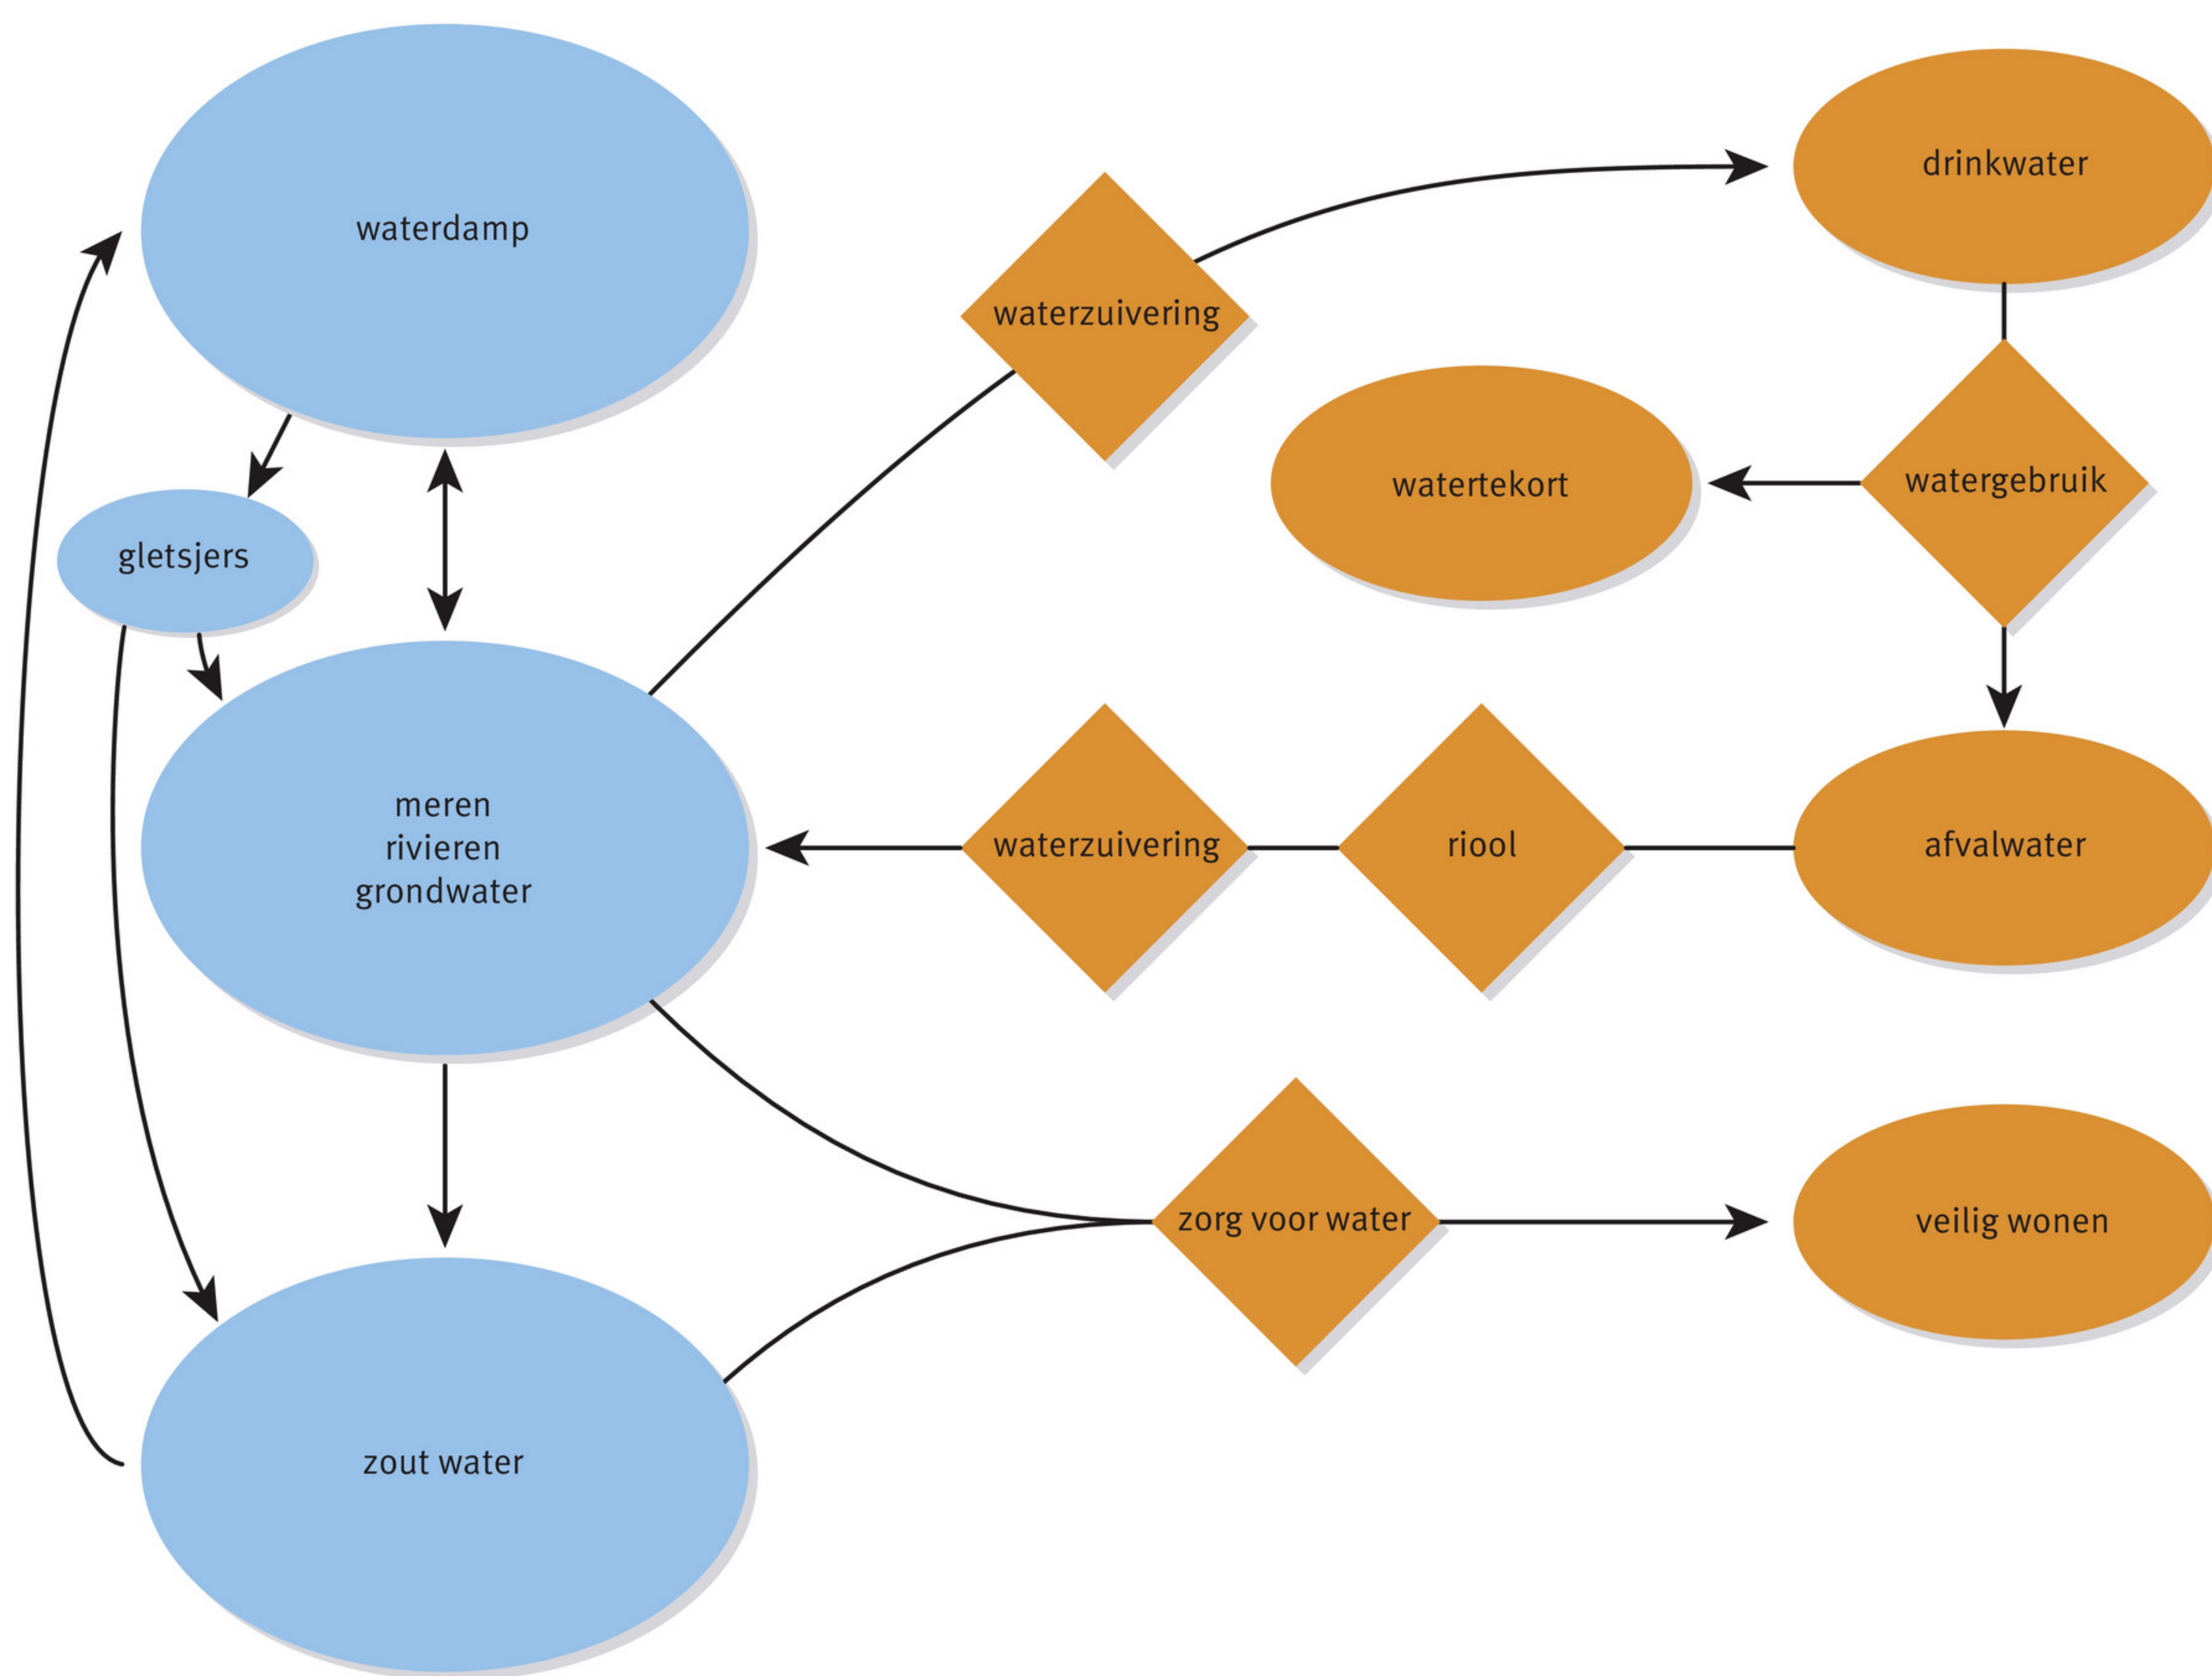 waterdamp
drinkwater
waterzuivering
watertekort
watergebruik
gletsjers
meren
rivieren
grondwater
waterzuivering
riool
afvalwater
zorg voor water
veilig wonen
zout water